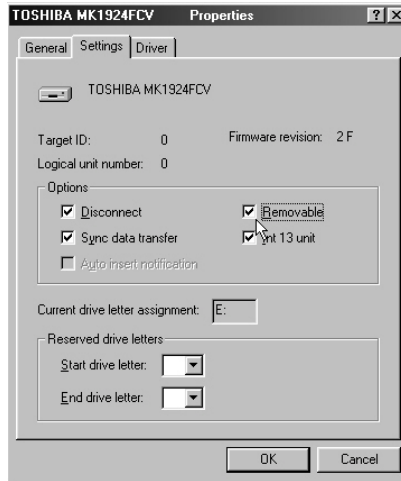 TOSHIBA MK1924FCV Properties
General Settings Driver
TOSHIBA MK1924FCV
Target ID: 0 Firmware revision: 2 F
Logical unit number: 0
Options
Disconnect Removable
Sync data transfer Int 13 unit
Auto insert notification
Current drive letter assignment: E:
Reserved drive letters
Start drive letter:
End drive letter:
OK Cancel